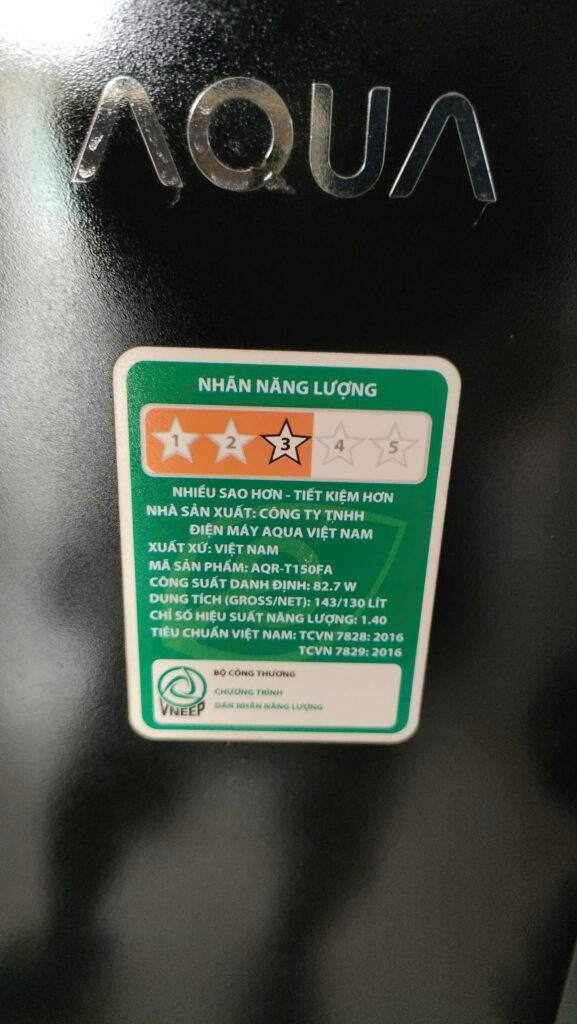 AQUA
NHÃN NĂNG LƯỢNG
1 2 3 4 5
NHIỀU SAO HƠN - TIẾT KIỆM HƠN
NHÀ SẢN XUẤT: CÔNG TY TNHH
ĐIỆN MÁY AQUA VIỆT NAM
XUẤT XỨ: VIỆT NAM
MÃ SẢN PHẨM: AQR-T150FA
CÔNG SUẤT DANH ĐỊNH: 82.7 W
DUNG TÍCH (GROSS/NET): 143/130 LÍT
CHỈ SỐ HIỆU SUẤT NĂNG LƯỢNG: 1.40
TIÊU CHUẨN VIỆT NAM: TCVN 7828: 2016
TCVN 7829: 2016
BỘ CÔNG THƯƠNG
CHƯƠNG TRÌNH
DÁN NHÃN NĂNG LƯỢNG
VNEEP